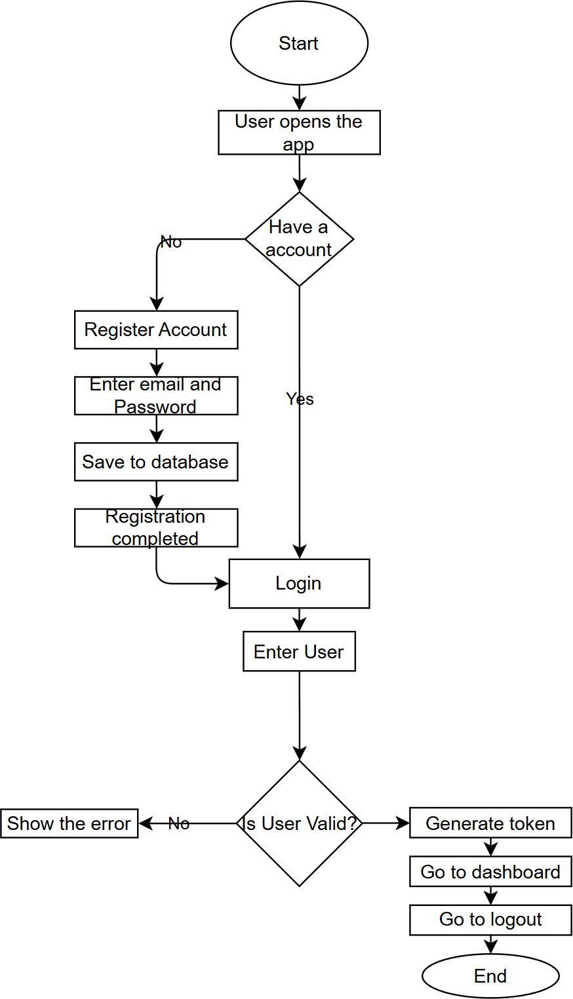 Start
User opens the
app
Have a
account
No
Register Account
Enter email and
Password
Yes
Save to database
Registration
completed
Login
Enter User
Is User Valid?
No
Show the error
Generate token
Go to dashboard
Go to logout
End